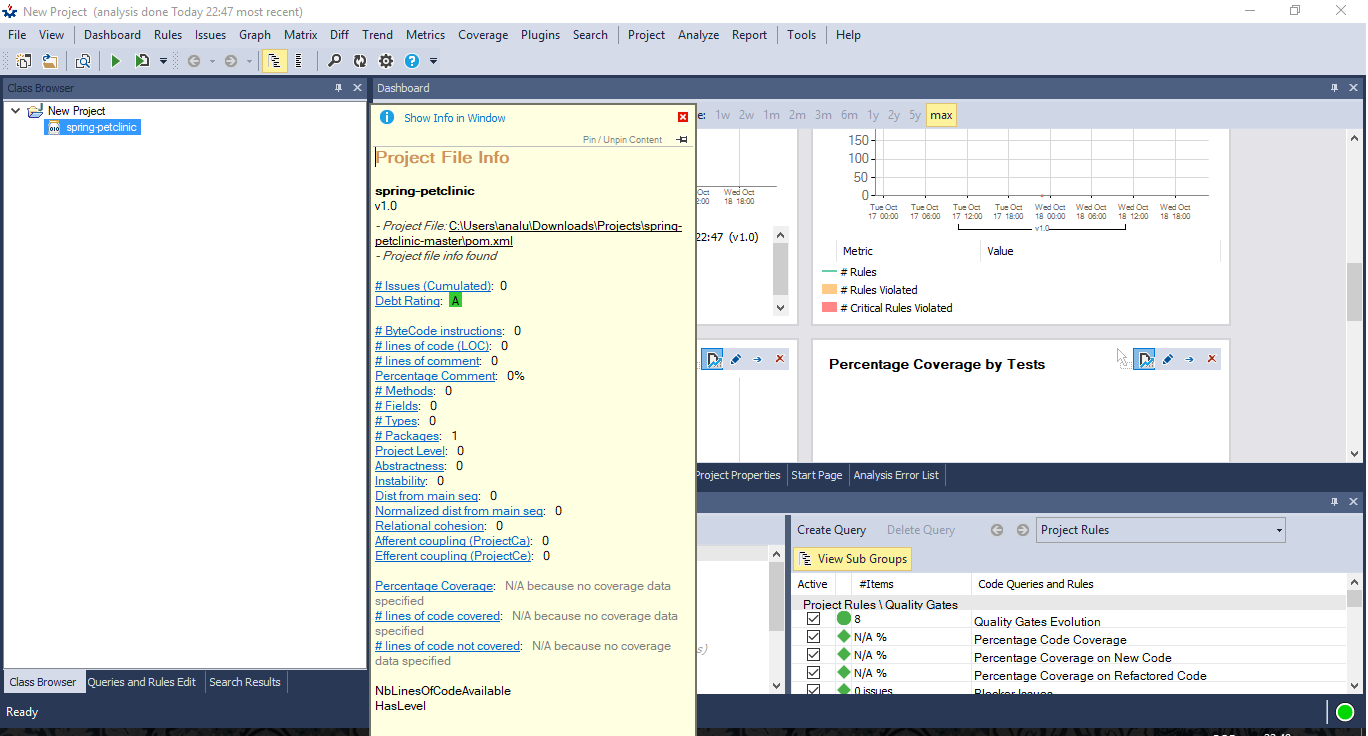 New Project (analysis done Today 22:47 most recent)
File View Dashboard Rules Issues Graph Matrix Diff Trend Metrics Coverage Plugins Search Project Analyze Report Tools Help
Class Browser
New Project
spring-petclinic
Dashboard
Show Info in Window
Pin / Unpin Content
Project File Info
spring-petclinic
v1.0
- Project File: C:\Users\analu\Downloads\Projects\spring-
petclinic-master\pom.xml
- Project file info found
# Issues (Cumulated): 0
Debt Rating: A
# ByteCode instructions: 0
# lines of code (LOC): 0
# lines of comment: 0
Percentage Comment: 0%
# Methods: 0
# Fields: 0
# Types: 0
# Packages: 1
Project Level: 0
Abstractness: 0
Instability: 0
Dist from main seq: 0
Normalized dist from main seq: 0
Relational cohesion: 0
Afferent coupling (ProjectCa): 0
Efferent coupling (ProjectCe): 0
Percentage Coverage: N/A because no coverage data
specified
# lines of code covered: N/A because no coverage data
specified
# lines of code not covered: N/A because no coverage
data specified
NbLinesOfCodeAvailable
HasLevel
e: 1w 2w 1m 2m 3m 6m 1y 2y 5y max
Oct Wed Oct
2:00 18 18:00
22:47 (v1.0)
150
100
50
0
Tue Oct Tue Oct Tue Oct Tue Oct Wed Oct Wed Oct Wed Oct Wed Oct
17 00:00 17 06:00 17 12:00 17 18:00 18 00:00 18 06:00 18 12:00 18 18:00
v1.0
Metric Value
# Rules
# Rules Violated
# Critical Rules Violated
Percentage Coverage by Tests
Project Properties Start Page Analysis Error List
Create Query Delete Query Project Rules
View Sub Groups
Active #Items Code Queries and Rules
Project Rules \ Quality Gates
8 Quality Gates Evolution
N/A % Percentage Code Coverage
N/A % Percentage Coverage on New Code
N/A % Percentage Coverage on Refactored Code
0 issues Blocker Issues
s)
Class Browser Queries and Rules Edit Search Results
Ready